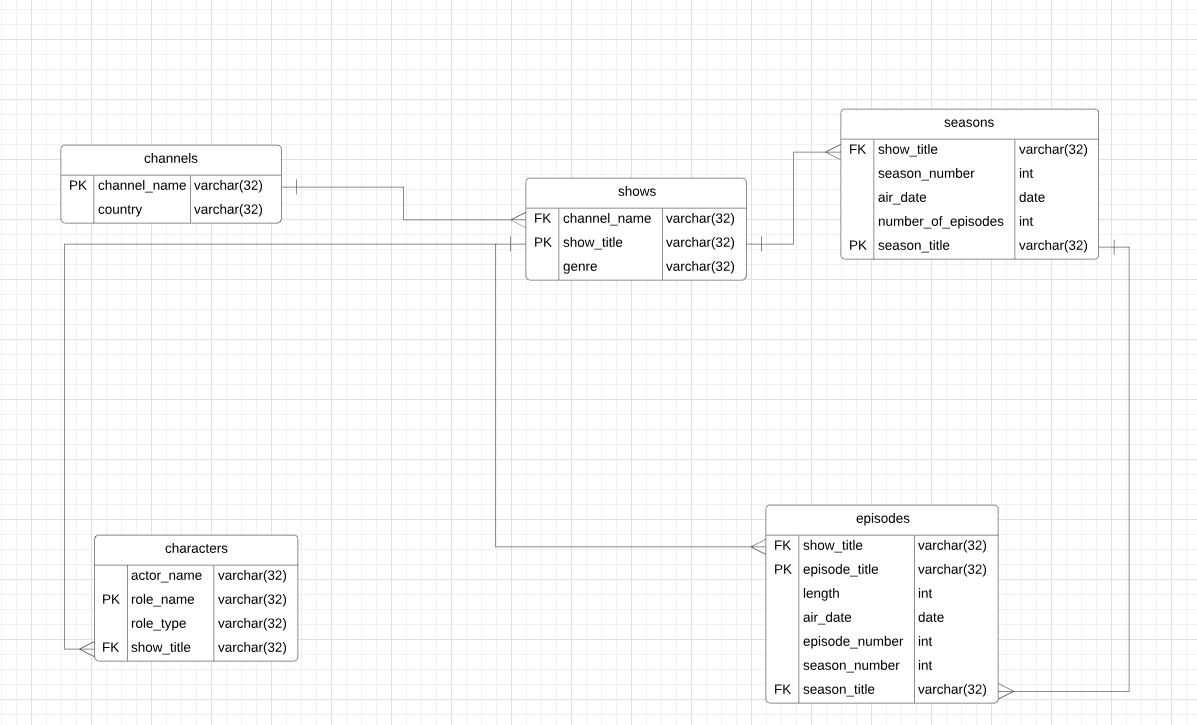 channels
PK channel_name varchar(32)
country varchar(32)
shows
FK channel_name varchar(32)
PK show_title varchar(32)
genre varchar(32)
seasons
FK show_title varchar(32)
season_number int
air_date date
number_of_episodes int
PK season_title varchar(32)
characters
actor_name varchar(32)
PK role_name varchar(32)
role_type varchar(32)
FK show_title varchar(32)
episodes
FK show_title varchar(32)
PK episode_title varchar(32)
length int
air_date date
episode_number int
season_number int
FK season_title varchar(32)